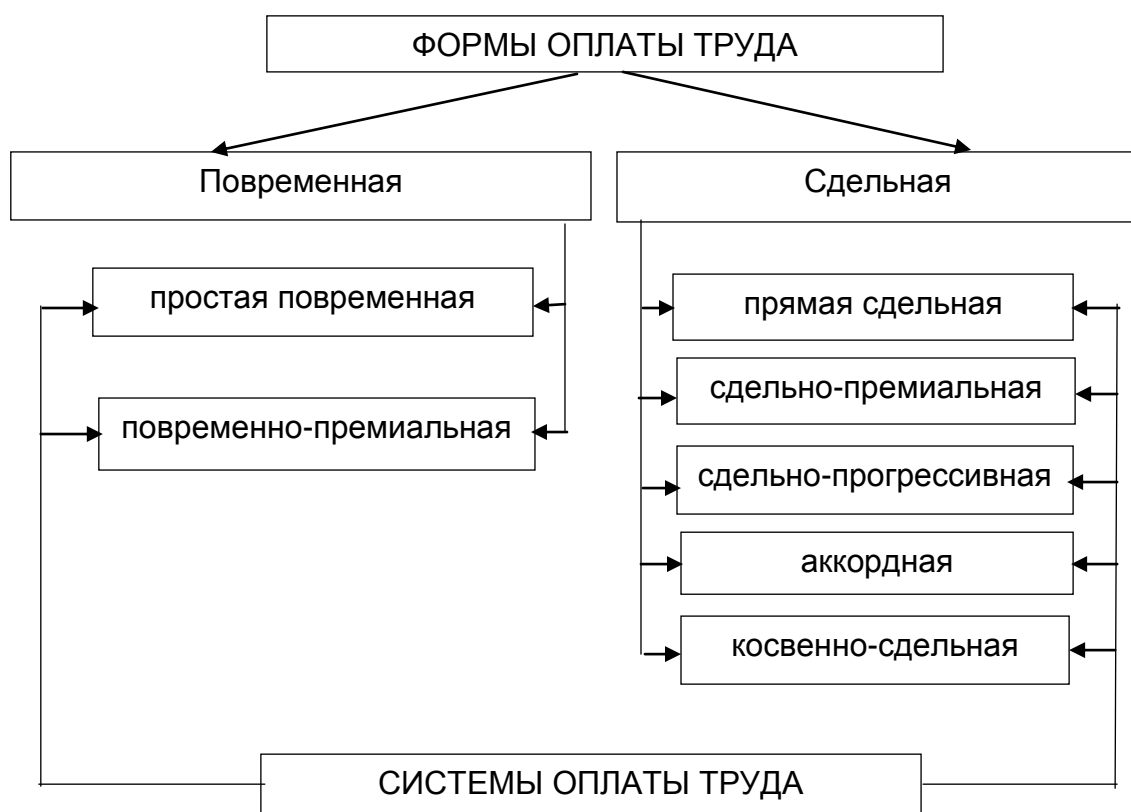 ФОРМЫ ОПЛАТЫ ТРУДА
Повременная
Сдельная
простая повременная
повременно-премиальная
прямая сдельная
сдельно-премиальная
сдельно-прогрессивная
аккордная
косвенно-сдельная
СИСТЕМЫ ОПЛАТЫ ТРУДА